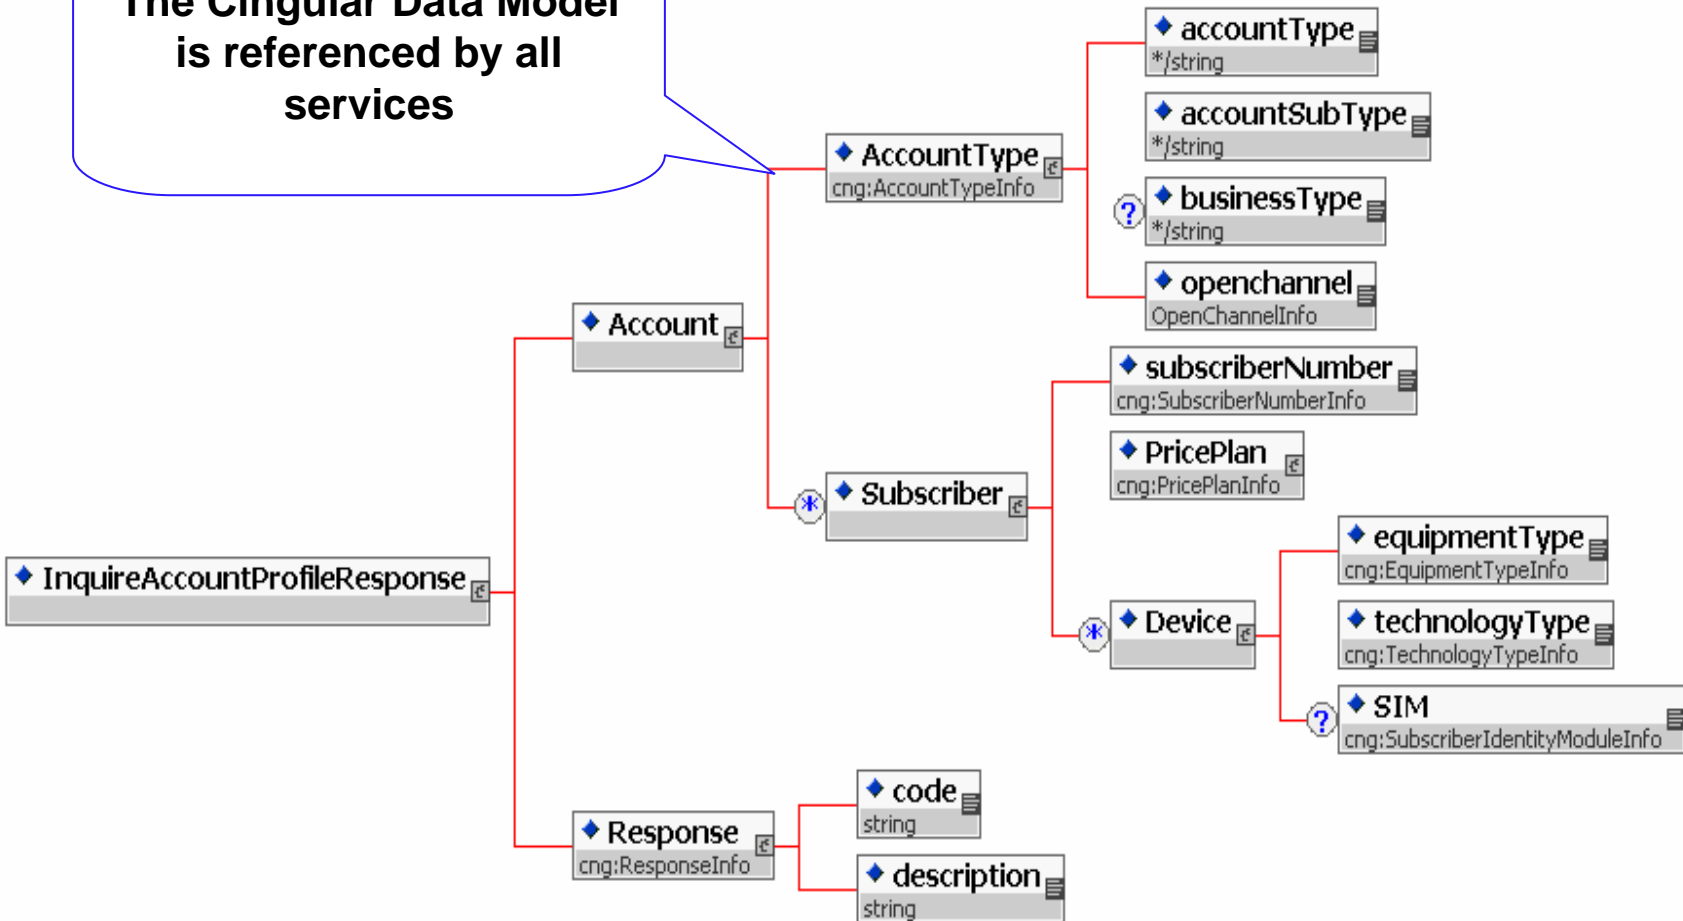 The Cingular Data Model
is referenced by all
services
accountType
*/string
accountSubType
*/string
AccountType
cng:AccountTypeInfo
businessType
*/string
?
openchannel
OpenChannelInfo
Account
subscriberNumber
cng:SubscriberNumberInfo
PricePlan
cng:PricePlanInfo
*
Subscriber
equipmentType
cng:EquipmentTypeInfo
InquireAccountProfileResponse
*
Device
technologyType
cng:TechnologyTypeInfo
?
SIM
cng:SubscriberIdentityModuleInfo
code
string
Response
cng:ResponseInfo
description
string